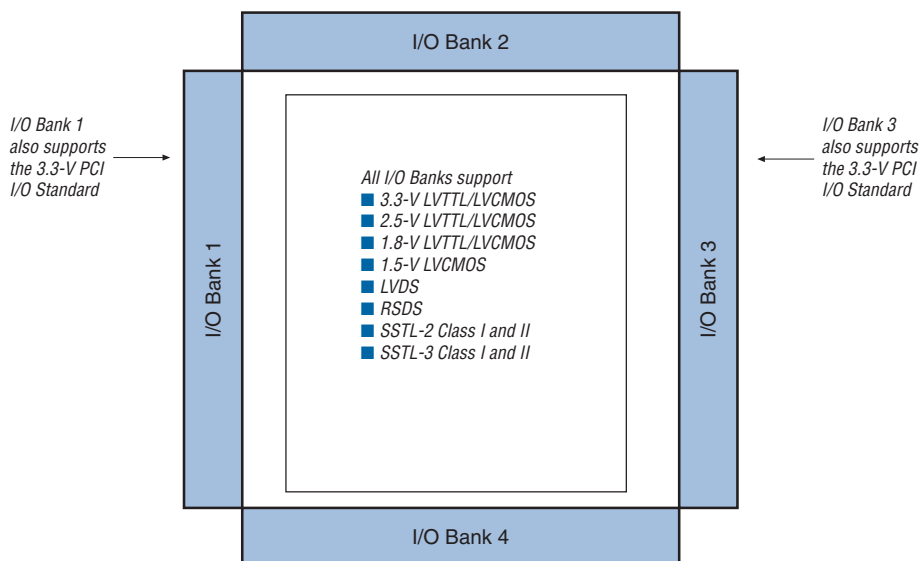 I/O Bank 2
I/O Bank 1
also supports
the 3.3-V PCI
I/O Standard
I/O Bank 3
also supports
the 3.3-V PCI
I/O Standard
All I/O Banks support
■ 3.3-V LVTTL/LVCMOS
■ 2.5-V LVTTL/LVCMOS
■ 1.8-V LVTTL/LVCMOS
■ 1.5-V LVCMOS
■ LVDS
■ RSDS
■ SSTL-2 Class I and II
■ SSTL-3 Class I and II
I/O Bank 1
I/O Bank 3
I/O Bank 4